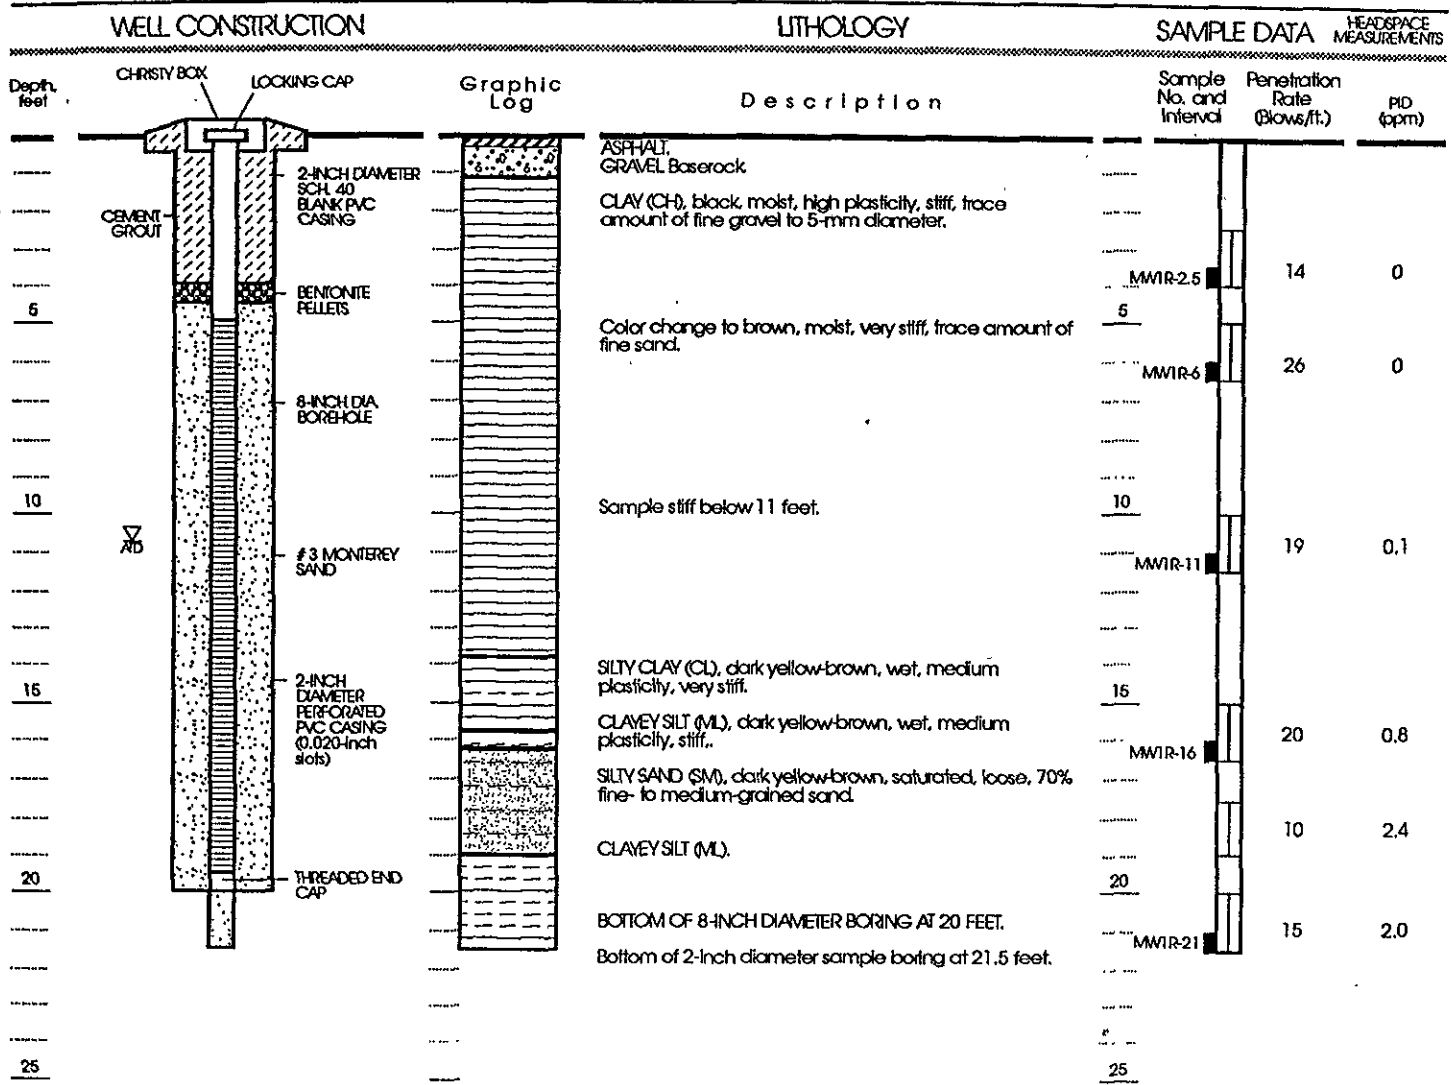 WELL CONSTRUCTION
LITHOLOGY
SAMPLE DATA
HEADSPACE
MEASUREMENTS
Depth,
feet
CHRISTY BOX
LOCKING CAP
Graphic
Log
Description
Sample
No. and
Interval
Penetration
Rate
(Blows/ft.)
PID
(ppm)
2-INCH DIAMETER
SCH. 40
BLANK PVC
CASING
CEMENT
GROUT
BENTONITE
PELLETS
8-INCH DIA.
BOREHOLE
#3 MONTEREY
SAND
2-INCH
DIAMETER
PERFORATED
PVC CASING
(0.020-inch
slots)
THREADED END
CAP
5
10
ATD
15
20
25
ASPHALT.
GRAVEL Baserock.
CLAY (CH), black, moist, high plasticity, stiff, trace
amount of fine gravel to 5-mm diameter.
Color change to brown, moist, very stiff, trace amount of
fine sand.
Sample stiff below 11 feet.
SILTY CLAY (CL), dark yellow-brown, wet, medium
plasticity, very stiff.
CLAYEY SILT (ML), dark yellow-brown, wet, medium
plasticity, stiff,.
SILTY SAND (SM), dark yellow-brown, saturated, loose, 70%
fine- to medium-grained sand.
CLAYEY SILT (ML).
BOTTOM OF 8-INCH DIAMETER BORING AT 20 FEET.
Bottom of 2-inch diameter sample boring at 21.5 feet.
5
10
15
20
25
MW1R-2.5 14 0
MW1R-6 26 0
MW1R-11 19 0.1
MW1R-16 20 0.8
10 2.4
MW1R-21 15 2.0